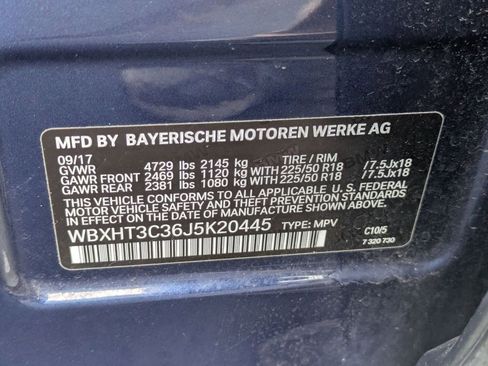 MFD BY BAYERISCHE MOTOREN WERKE AG
09/17 TIRE / RIM
GVWR 4729 lbs 2145 kg
GAWR FRONT 2469 lbs 1120 kg WITH 225/50 R18 /7.5Jx18
GAWR REAR 2381 lbs 1080 kg WITH 225/50 R18 /7.5Jx18
THIS VEHICLE CONFORMS TO ALL APPLICABLE FEDERAL
MOTOR VEHICLE SAFETY, BUMPER, AND THEFT PREVENTION
STANDARDS IN EFFECT ON THE DATE OF MANUFACTURE
SHOWN ABOVE.
WBXHT3C36J5K20445 TYPE: MPV
C10/5
7 320 730